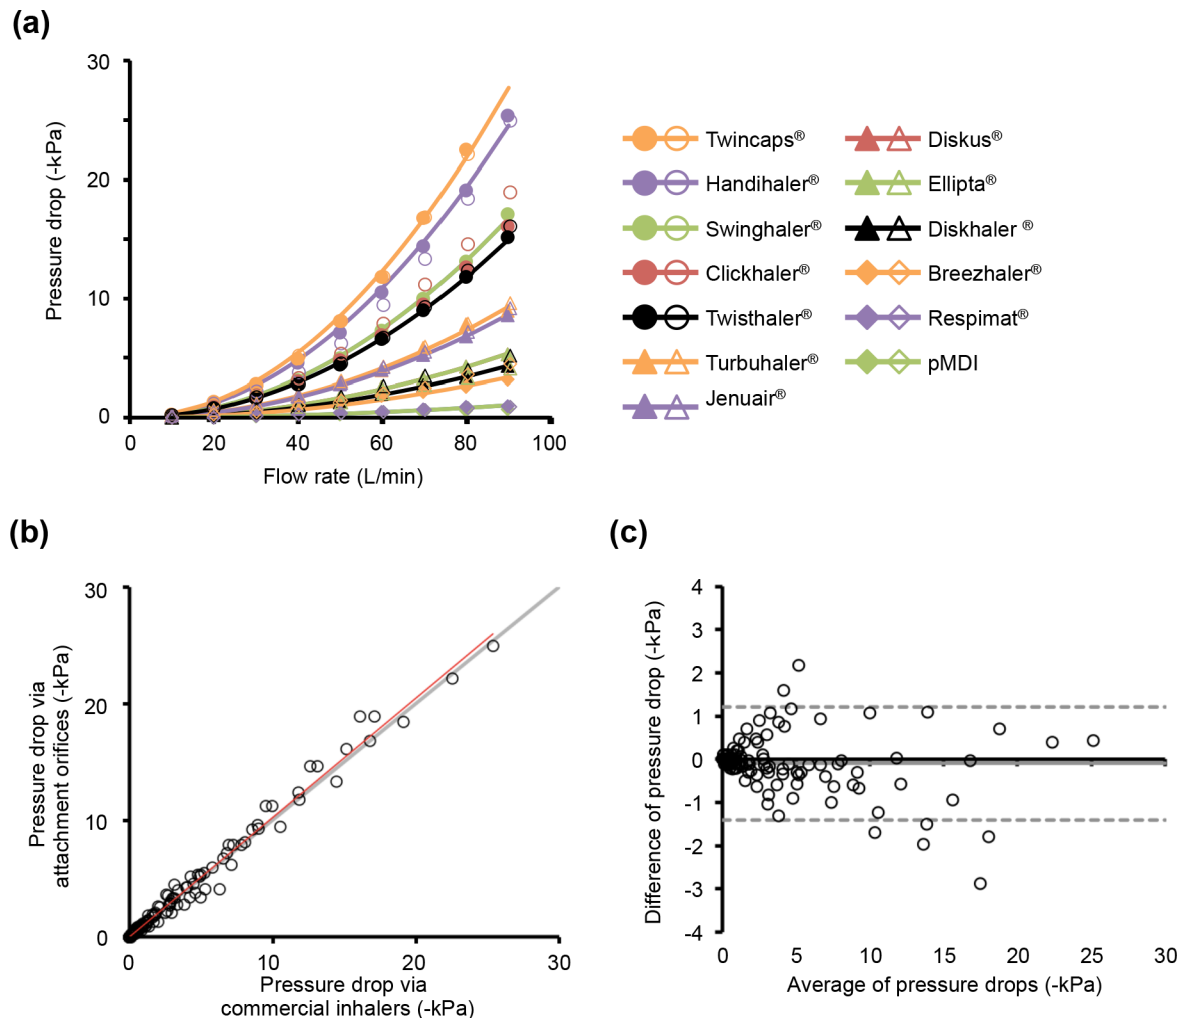 (a)
Pressure drop (-kPa)
30
20
10
0
0 20 40 60 80 100
Flow rate (L/min)
Twincaps®
Handihaler®
Swinghaler®
Clickhaler®
Twisthaler®
Turbuhaler®
Jenuair®
Diskus®
Ellipta®
Diskhaler ®
Breezhaler®
Respimat®
pMDI
(b)
Pressure drop via
attachment orifices (-kPa)
30
20
10
0
0 10 20 30
Pressure drop via
commercial inhalers (-kPa)
(c)
Difference of pressure drop (-kPa)
4
3
2
1
0
-1
-2
-3
-4
0 5 10 15 20 25 30
Average of pressure drops (-kPa)